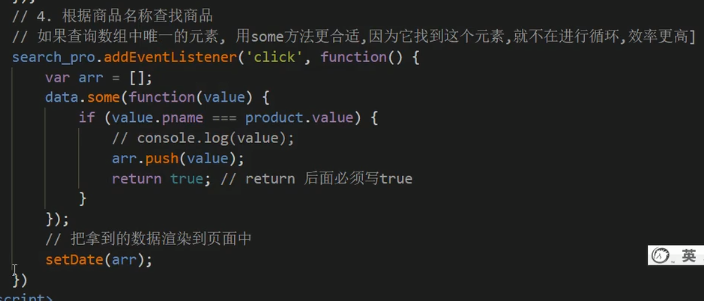 });
// 4. 根据商品名称查找商品
// 如果查询数组中唯一的元素, 用some方法更合适,因为它找到这个元素,就不在进行循环,效率更高]
search_pro.addEventListener('click', function() {
    var arr = [];
    data.some(function(value) {
        if (value.pname === product.value) {
            // console.log(value);
            arr.push(value);
            return true; // return 后面必须写true
        }
    });
    // 把拿到的数据渲染到页面中
    setDate(arr);
})
script>
英